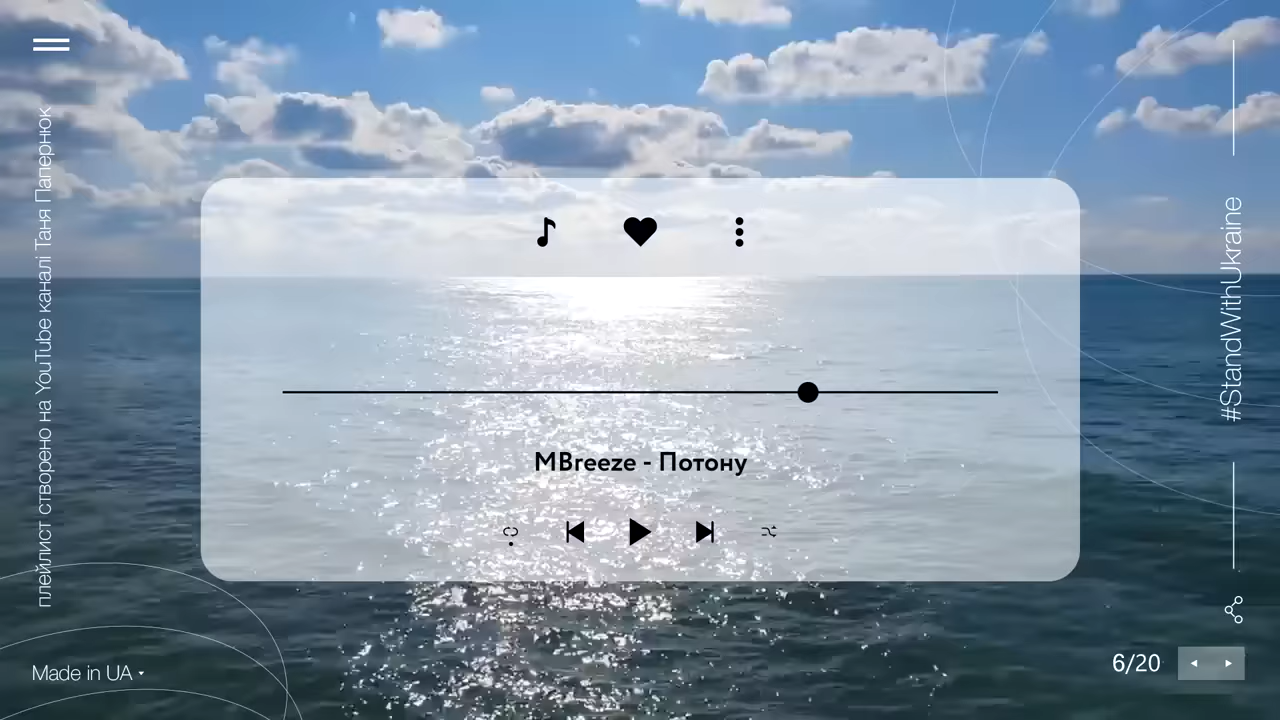 плейлист створено на YouTube каналі Таня Папернюк
#StandWithUkraine
MBreeze - Потону
Made in UA
6/20